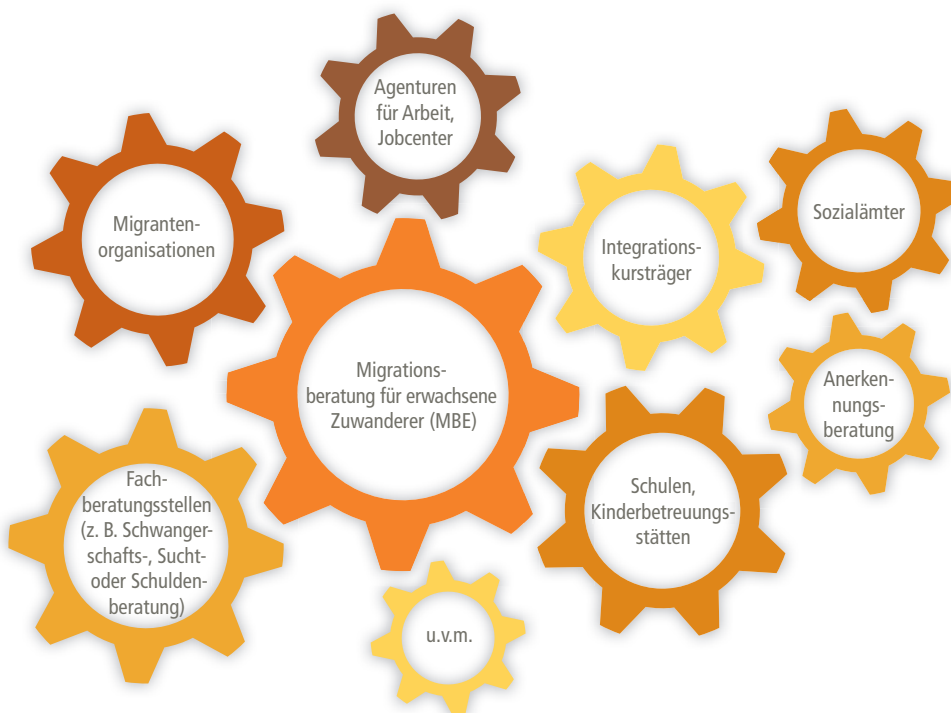 Agenturen
für Arbeit,
Jobcenter
Migranten-
organisationen
Integrations-
kursträger
Sozialämter
Migrations-
beratung für erwachsene
Zuwanderer (MBE)
Anerken-
nungs-
beratung
Fach-
beratungsstellen
(z. B. Schwanger-
schafts-, Sucht-
oder Schulden-
beratung)
Schulen,
Kinderbetreuungs-
stätten
u.v.m.